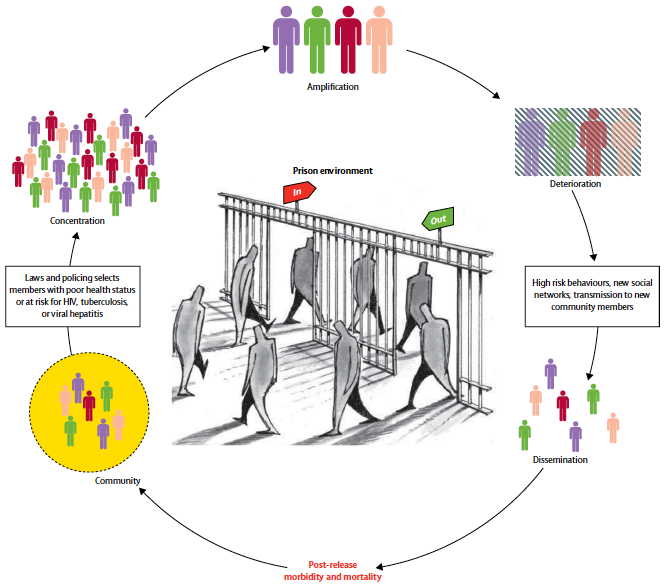 Amplification
Deterioration
Prison environment
In
Out
Concentration
Laws and policing selects
members with poor health status
or at risk for HIV, tuberculosis,
or viral hepatitis
High risk behaviours, new social
networks, transmission to new
community members
Dissemination
Community
Post-release
morbidity and mortality